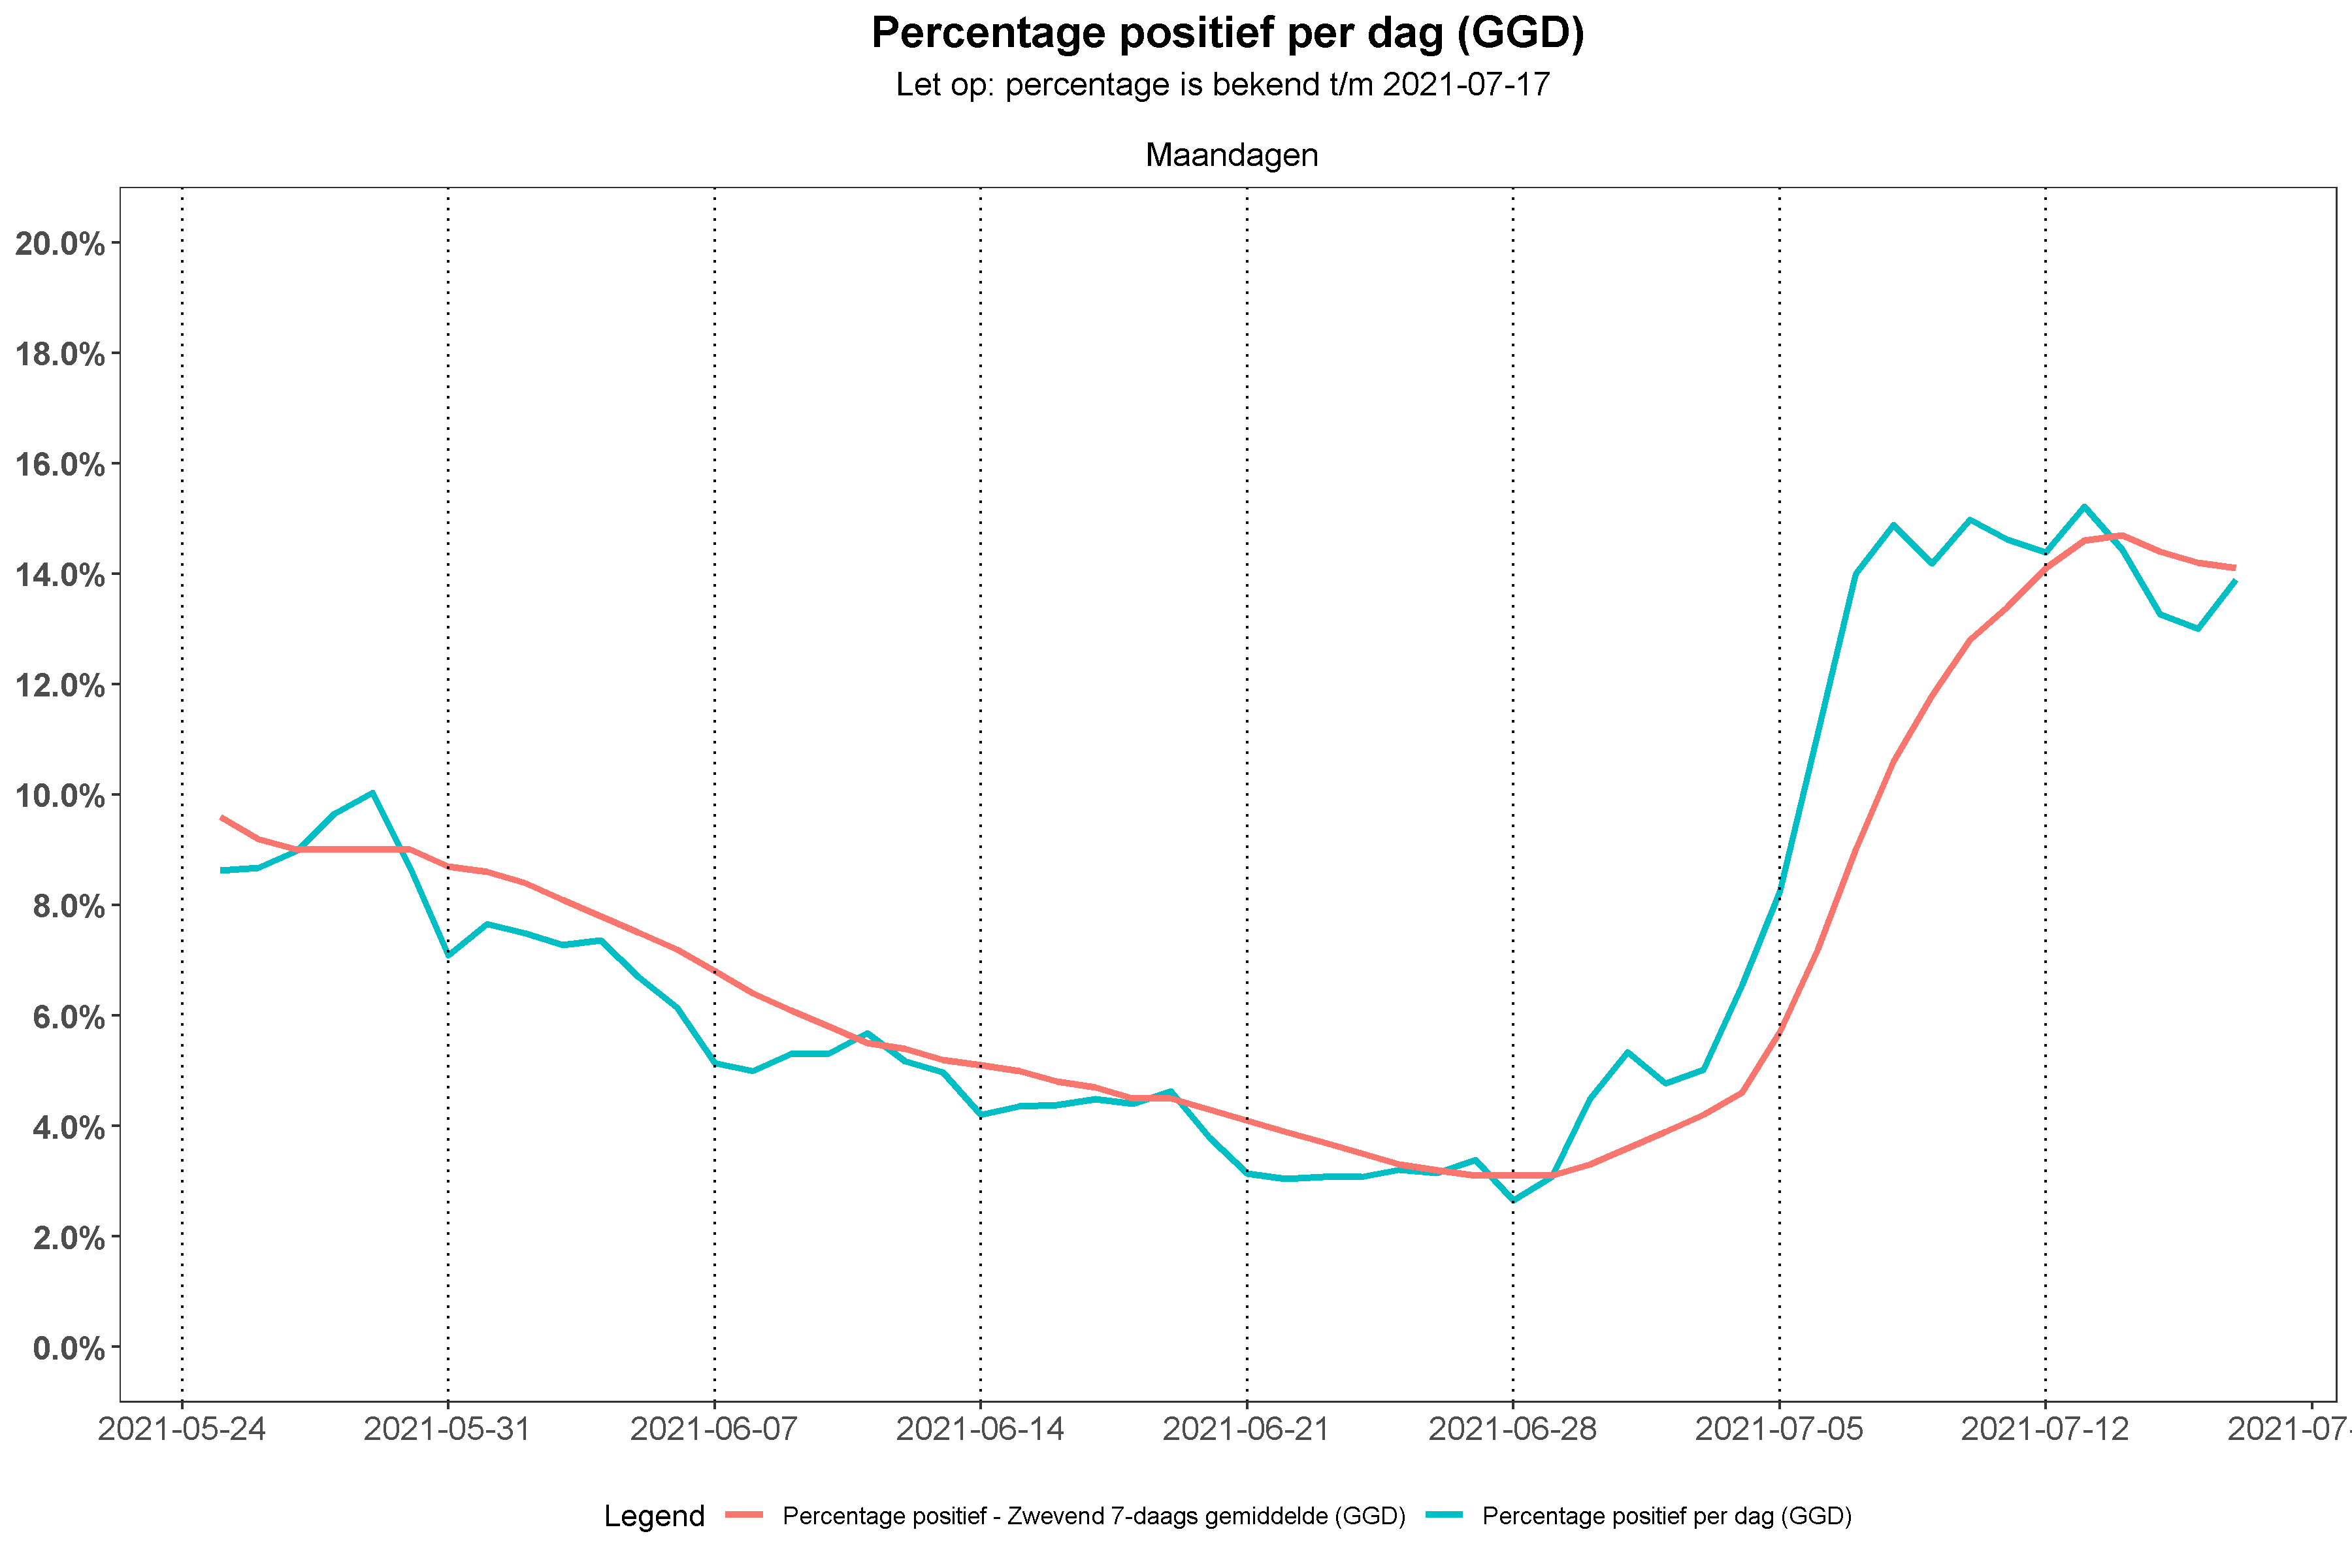 Percentage positief per dag (GGD)
Let op: percentage is bekend t/m 2021-07-17
Maandagen
20.0%
18.0%
16.0%
14.0%
12.0%
10.0%
8.0%
6.0%
4.0%
2.0%
0.0%
2021-05-24 2021-05-31 2021-06-07 2021-06-14 2021-06-21 2021-06-28 2021-07-05 2021-07-12 2021-07-
Legend Percentage positief - Zwevend 7-daags gemiddelde (GGD) Percentage positief per dag (GGD)